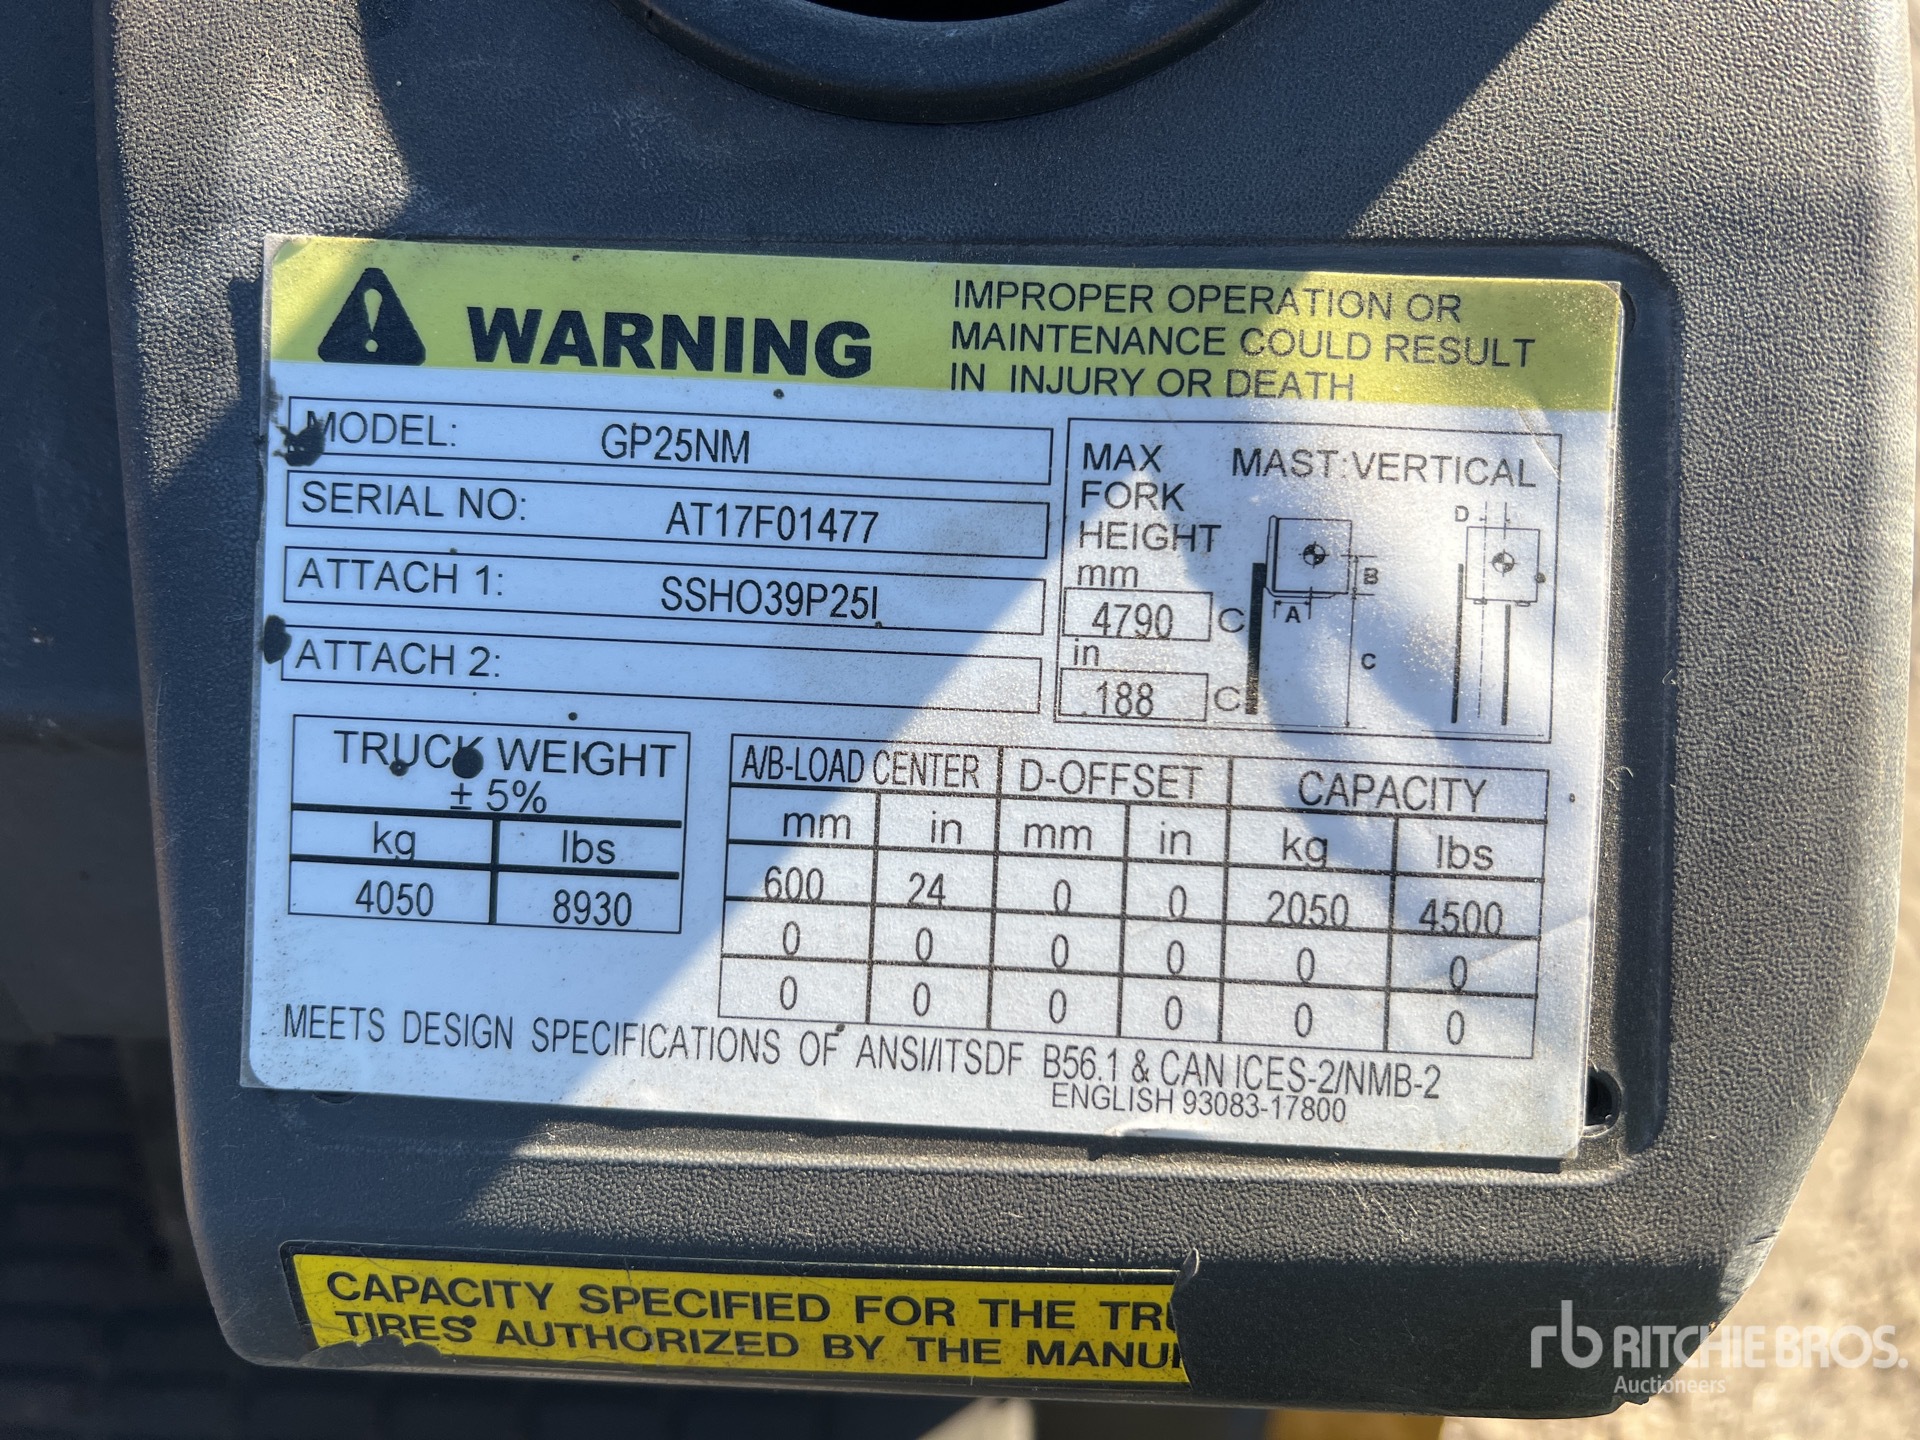 WARNING
IMPROPER OPERATION OR
MAINTENANCE COULD RESULT
IN INJURY OR DEATH
MODEL: GP25NM
SERIAL NO: AT17F01477
ATTACH 1: SSHO39P25I
ATTACH 2:
MAX
FORK
HEIGHT
mm
4790 C
in
188 C
MAST:VERTICAL
D
B
A
C
TRUCK WEIGHT
± 5%
kg lbs
4050 8930
A/B-LOAD CENTER D-OFFSET CAPACITY
mm in mm in kg lbs
600 24 0 0 2050 4500
0 0 0 0 0 0
0 0 0 0 0 0
MEETS DESIGN SPECIFICATIONS OF ANSI/ITSDF B56.1 & CAN ICES-2/NMB-2
ENGLISH 93083-17800
CAPACITY SPECIFIED FOR THE TRU
TIRES AUTHORIZED BY THE MANU
rb RITCHIE BROS.
Auctioneers